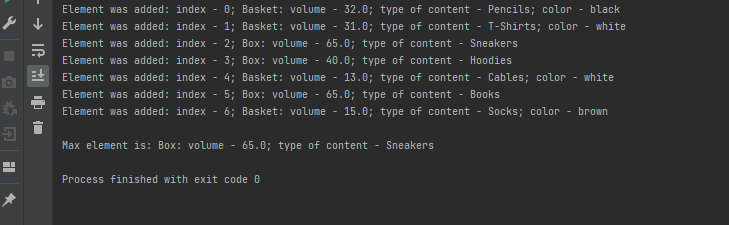 Element was added: index - 0; Basket: volume - 32.0; type of content - Pencils; color - black
Element was added: index - 1; Basket: volume - 31.0; type of content - T-Shirts; color - white
Element was added: index - 2; Box: volume - 65.0; type of content - Sneakers
Element was added: index - 3; Box: volume - 40.0; type of content - Hoodies
Element was added: index - 4; Basket: volume - 13.0; type of content - Cables; color - white
Element was added: index - 5; Box: volume - 65.0; type of content - Books
Element was added: index - 6; Basket: volume - 15.0; type of content - Socks; color - brown
Max element is: Box: volume - 65.0; type of content - Sneakers
Process finished with exit code 0